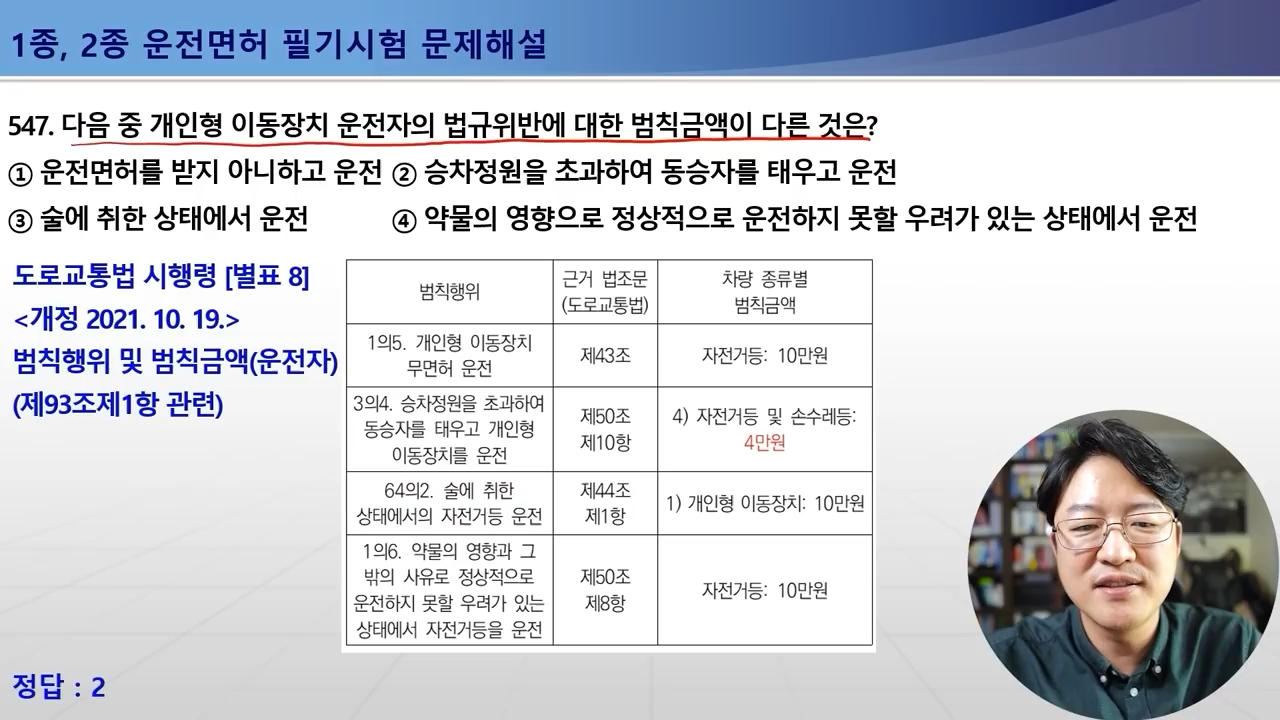 1종, 2종 운전면허 필기시험 문제해설
547. 다음 중 개인형 이동장치 운전자의 법규위반에 대한 범칙금액이 다른 것은?
① 운전면허를 받지 아니하고 운전 ② 승차정원을 초과하여 동승자를 태우고 운전
③ 술에 취한 상태에서 운전 ④ 약물의 영향으로 정상적으로 운전하지 못할 우려가 있는 상태에서 운전
도로교통법 시행령 [별표 8]
<개정 2021. 10. 19.>
범칙행위 및 범칙금액(운전자)
(제93조제1항 관련)
범칙행위
근거 법조문
(도로교통법)
차량 종류별
범칙금액
1의5. 개인형 이동장치
무면허 운전
제43조
자전거등: 10만원
3의4. 승차정원을 초과하여
동승자를 태우고 개인형
이동장치를 운전
제50조
제10항
4) 자전거등 및 손수레등:
4만원
64의2. 술에 취한
상태에서의 자전거등 운전
제44조
제1항
1) 개인형 이동장치: 10만원
1의6. 약물의 영향과 그
밖의 사유로 정상적으로
운전하지 못할 우려가 있는
상태에서 자전거등을 운전
제50조
제8항
자전거등: 10만원
정답 : 2